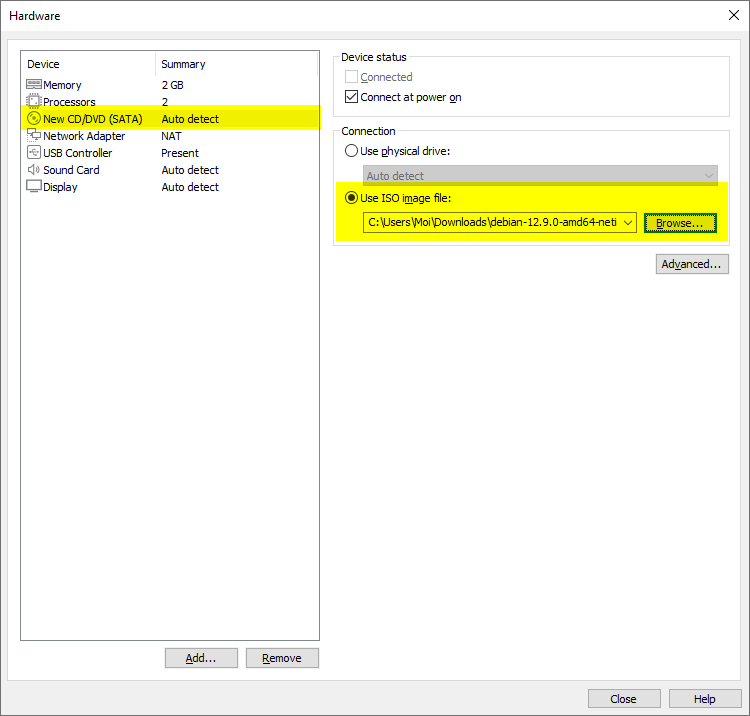 Hardware
Device Summary
Memory 2 GB
Processors 2
New CD/DVD (SATA) Auto detect
Network Adapter NAT
USB Controller Present
Sound Card Auto detect
Display Auto detect
Add...
Remove
Device status
Connected
Connect at power on
Connection
Use physical drive:
Auto detect
Use ISO image file:
C:\Users\Moi\Downloads\debian-12.9.0-amd64-neti
Browse...
Advanced...
Close
Help